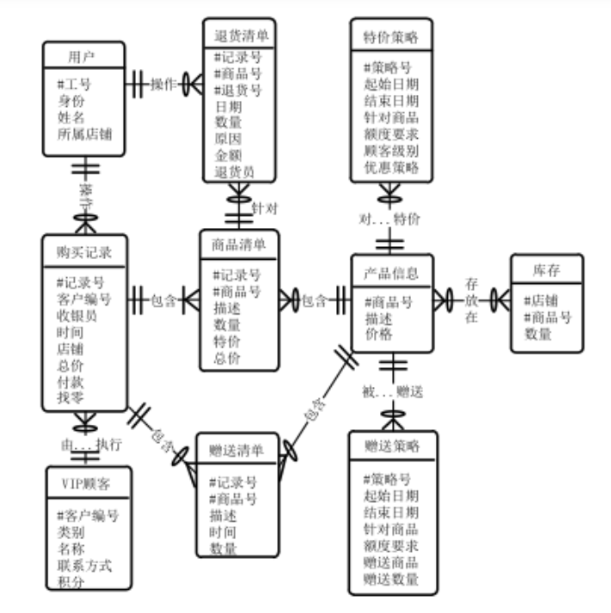 用户
#工号
身份
姓名
所属店铺
操作
退货清单
#记录号
#商品号
#退货号
日期
数量
原因
金额
退货员
特价策略
#策略号
起始日期
结束日期
针对商品
额度要求
顾客级别
优惠策略
操作
针对
对...特价
购买记录
#记录号
客户编号
收银员
时间
店铺
总价
付款
找零
包含
商品清单
#记录号
#商品号
描述
数量
特价
总价
包含
产品信息
#商品号
描述
价格
存
放
在
库存
#店铺
#商品号
数量
由...执行
包含
包含
被...赠送
VIP顾客
#客户编号
类别
名称
联系方式
积分
赠送清单
#记录号
#商品号
描述
时间
数量
赠送策略
#策略号
起始日期
结束日期
针对商品
额度要求
赠送商品
赠送数量